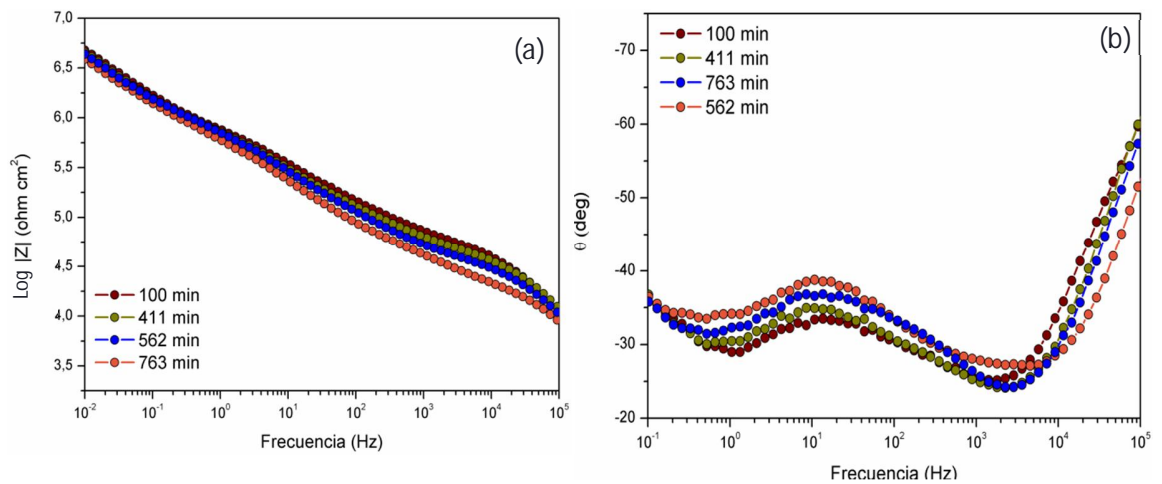 7,0
6,5
6,0
5,5
5,0
4,5
4,0
3,5
Log |Z| (ohm cm²)
(a)
100 min
411 min
562 min
763 min
10⁻² 10⁻¹ 10⁰ 10¹ 10² 10³ 10⁴ 10⁵
Frecuencia (Hz)
-70
-60
-50
-40
-30
-20
θ (deg)
(b)
100 min
411 min
763 min
562 min
10⁻¹ 10⁰ 10¹ 10² 10³ 10⁴ 10⁵
Frecuencia (Hz)